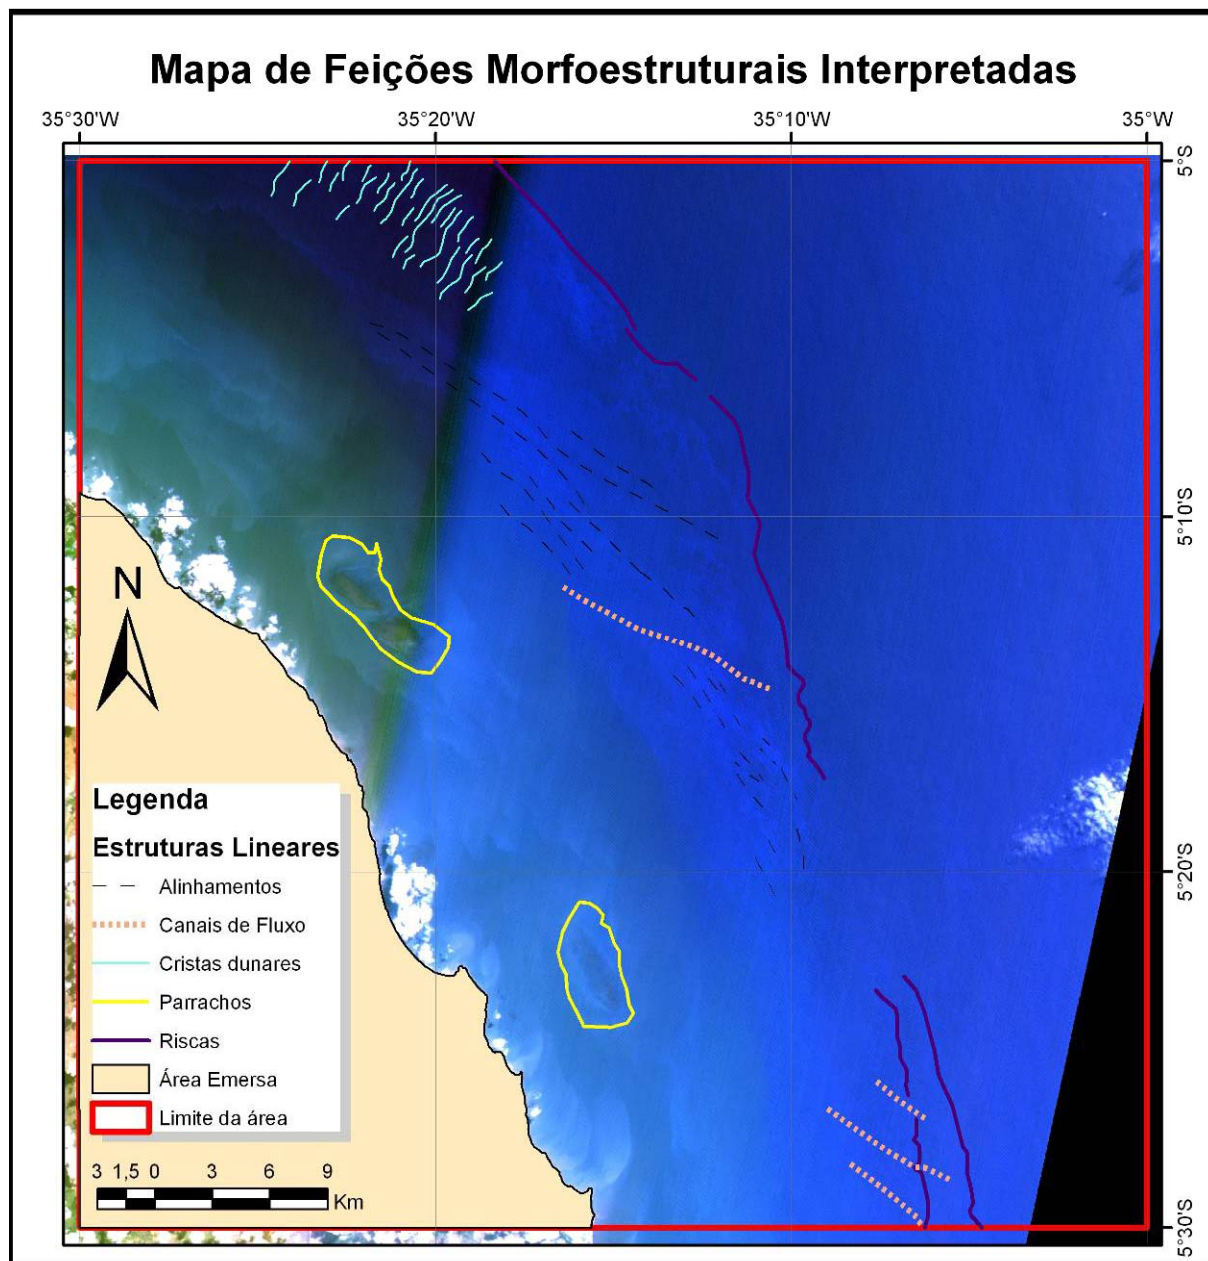 Mapa de Feições Morfoestruturais Interpretadas
35°30'W 35°20'W 35°10'W 35°W
5°S
5°10'S
N
Legenda
Estruturas Lineares
Alinhamentos
5°20'S
Canais de Fluxo
Cristas dunares
Parrachos
Riscas
Área Emersa
Limite da área
3 1,5 0 3 6 9
Km
5°30'S